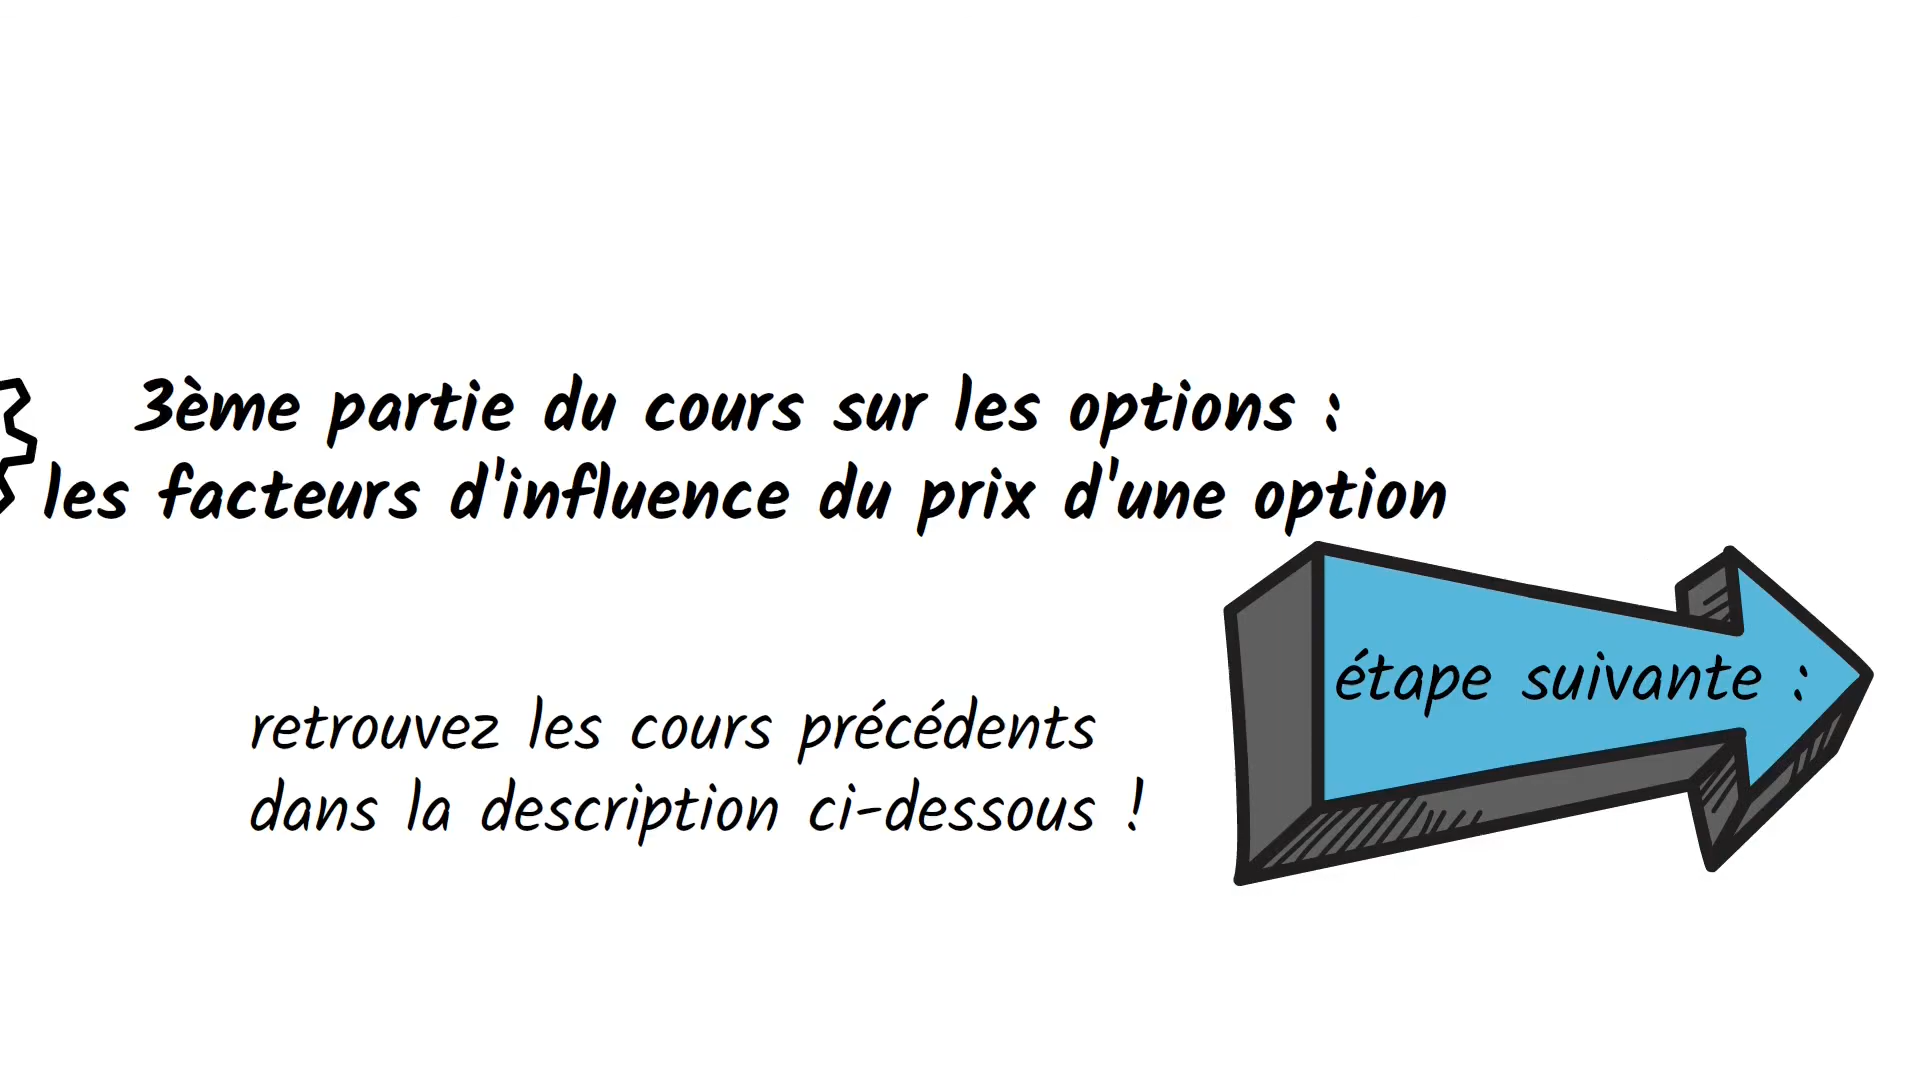 3ème partie du cours sur les options :
les facteurs d'influence du prix d'une option
étape suivante :
retrouvez les cours précédents
dans la description ci-dessous !